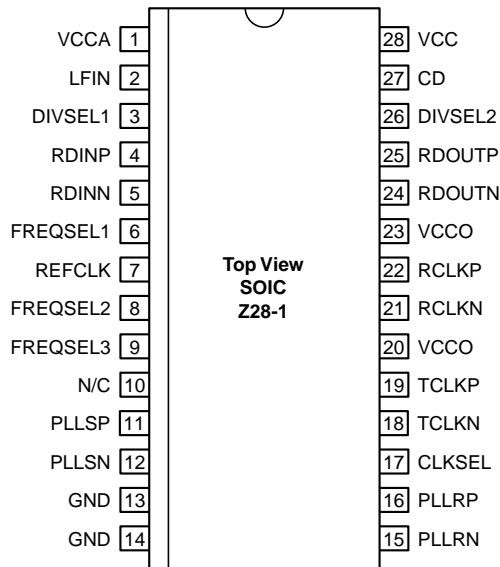 VCCA 1 28 VCC
LFIN 2 27 CD
DIVSEL1 3 26 DIVSEL2
RDINP 4 25 RDOUTP
RDINN 5 24 RDOUTN
FREQSEL1 6 23 VCCO
REFCLK 7 22 RCLKP
FREQSEL2 8 21 RCLKN
FREQSEL3 9 20 VCCO
N/C 10 19 TCLKP
PLLSP 11 18 TCLKN
PLLSN 12 17 CLKSEL
GND 13 16 PLLRP
GND 14 15 PLLRN
Top View
SOIC
Z28-1